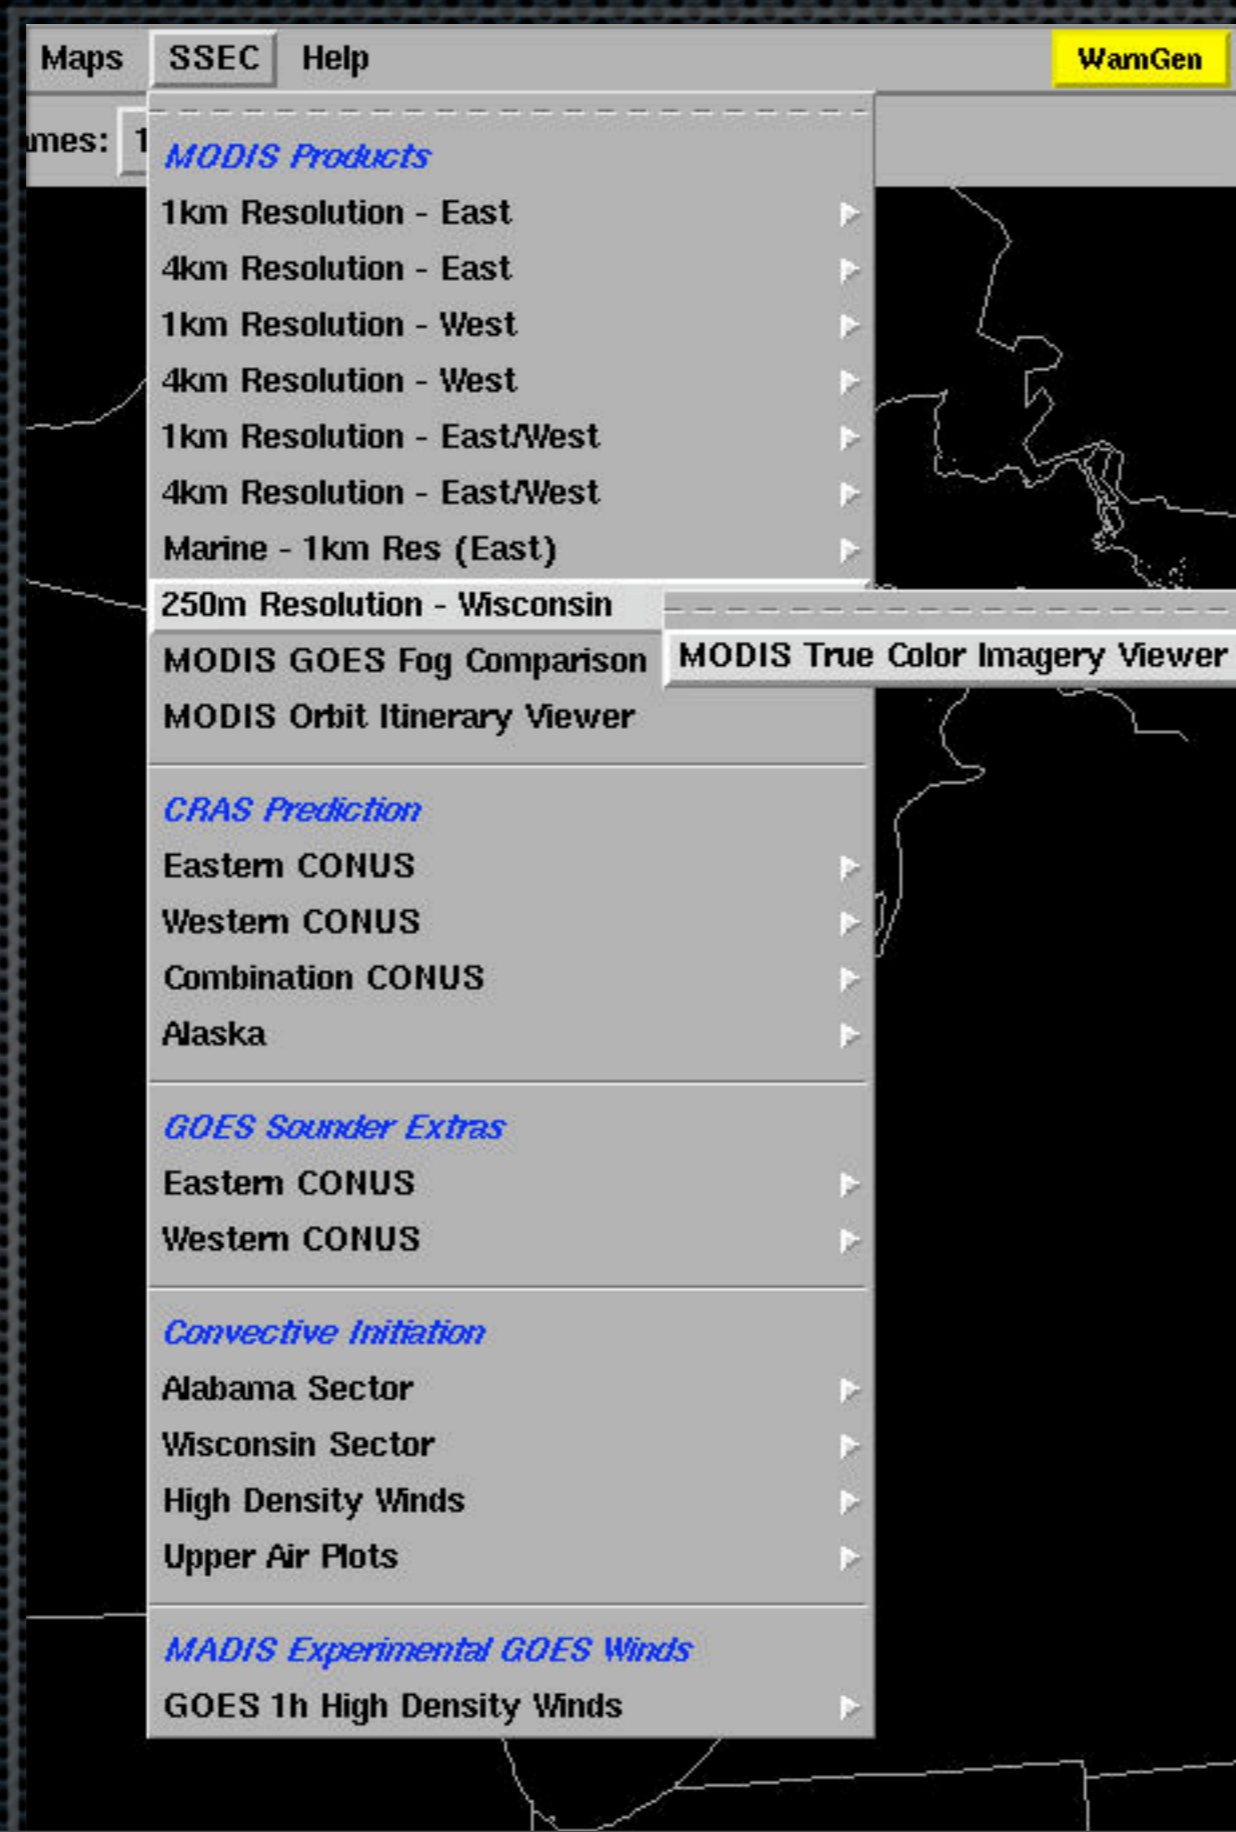 Maps SSEC Help WarnGen
ames: 1
MODIS Products
1km Resolution - East
4km Resolution - East
1km Resolution - West
4km Resolution - West
1km Resolution - East/West
4km Resolution - East/West
Marine - 1km Res (East)
250m Resolution - Wisconsin
MODIS True Color Imagery Viewer
MODIS GOES Fog Comparison
MODIS Orbit Itinerary Viewer
CRAS Prediction
Eastern CONUS
Western CONUS
Combination CONUS
Alaska
GOES Sounder Extras
Eastern CONUS
Western CONUS
Convective Initiation
Alabama Sector
Wisconsin Sector
High Density Winds
Upper Air Plots
MADIS Experimental GOES Winds
GOES 1h High Density Winds